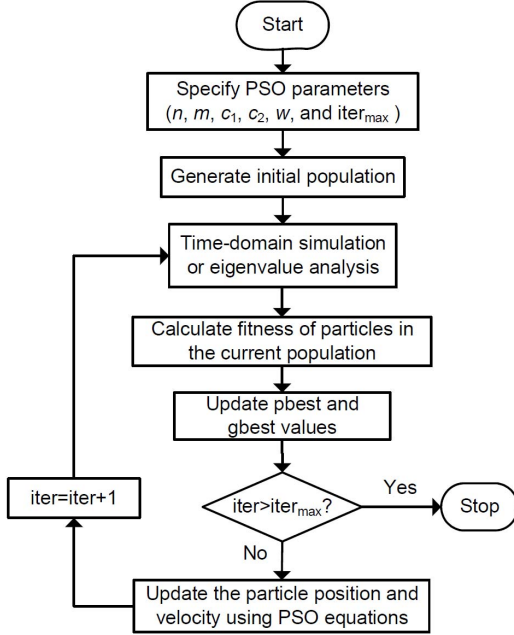 Start
Specify PSO parameters
(n, m, c₁, c₂, w, and iterₘₐₓ )
Generate initial population
Time-domain simulation
or eigenvalue analysis
Calculate fitness of particles in
the current population
Update pbest and
gbest values
iter>iterₘₐₓ?
Yes
Stop
No
Update the particle position and
velocity using PSO equations
iter=iter+1